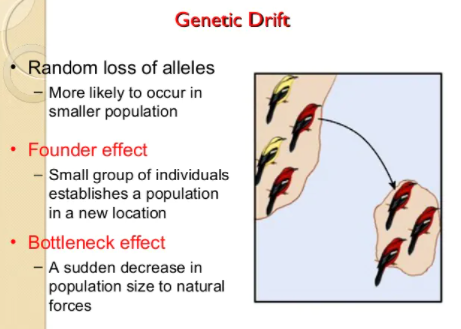 Genetic Drift
• Random loss of alleles
– More likely to occur in
smaller population
• Founder effect
– Small group of individuals
establishes a population
in a new location
• Bottleneck effect
– A sudden decrease in
population size to natural
forces